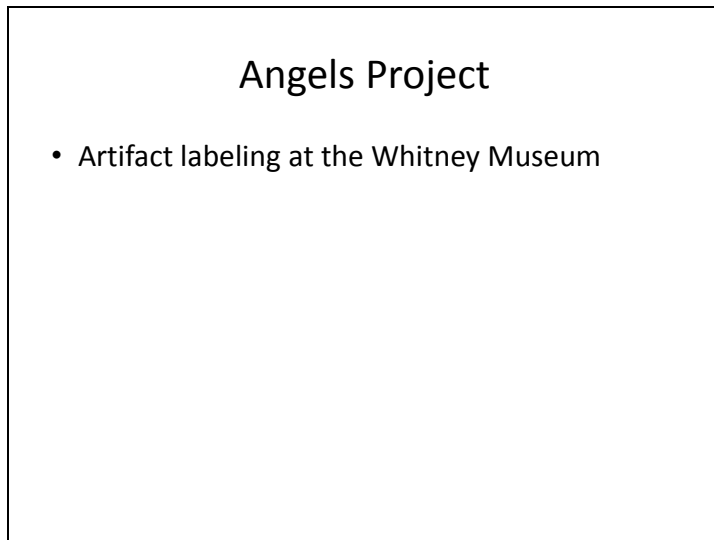 Angels Project
• Artifact labeling at the Whitney Museum